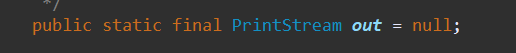 */
public static final PrintStream out = null;